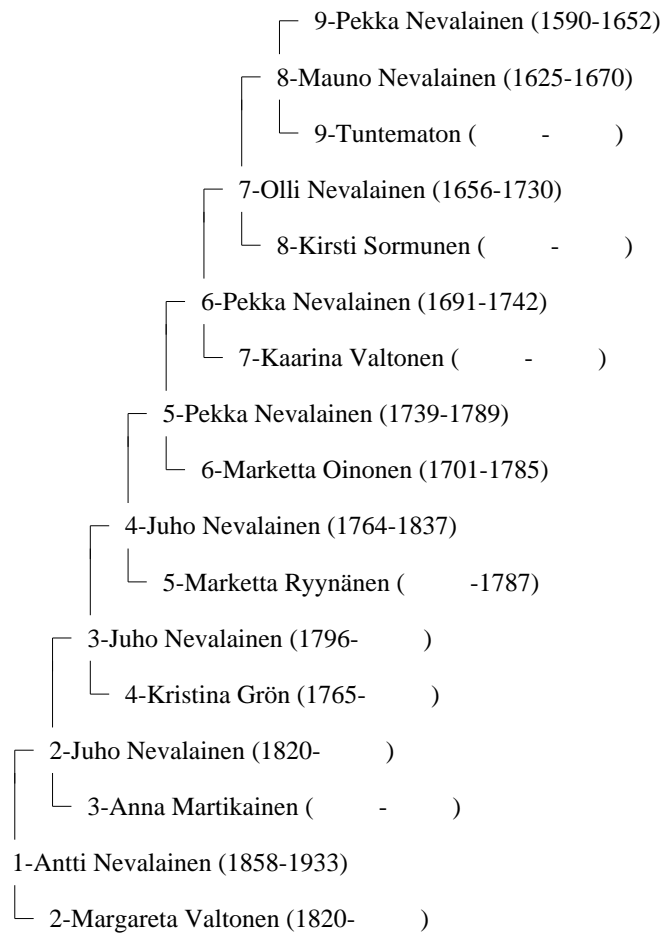 9-Pekka Nevalainen (1590-1652)
8-Mauno Nevalainen (1625-1670)
9-Tuntematon ( - )
7-Olli Nevalainen (1656-1730)
8-Kirsti Sormunen ( - )
6-Pekka Nevalainen (1691-1742)
7-Kaarina Valtonen ( - )
5-Pekka Nevalainen (1739-1789)
6-Marketta Oinonen (1701-1785)
4-Juho Nevalainen (1764-1837)
5-Marketta Ryynänen ( -1787)
3-Juho Nevalainen (1796- )
4-Kristina Grön (1765- )
2-Juho Nevalainen (1820- )
3-Anna Martikainen ( - )
1-Antti Nevalainen (1858-1933)
2-Margareta Valtonen (1820- )